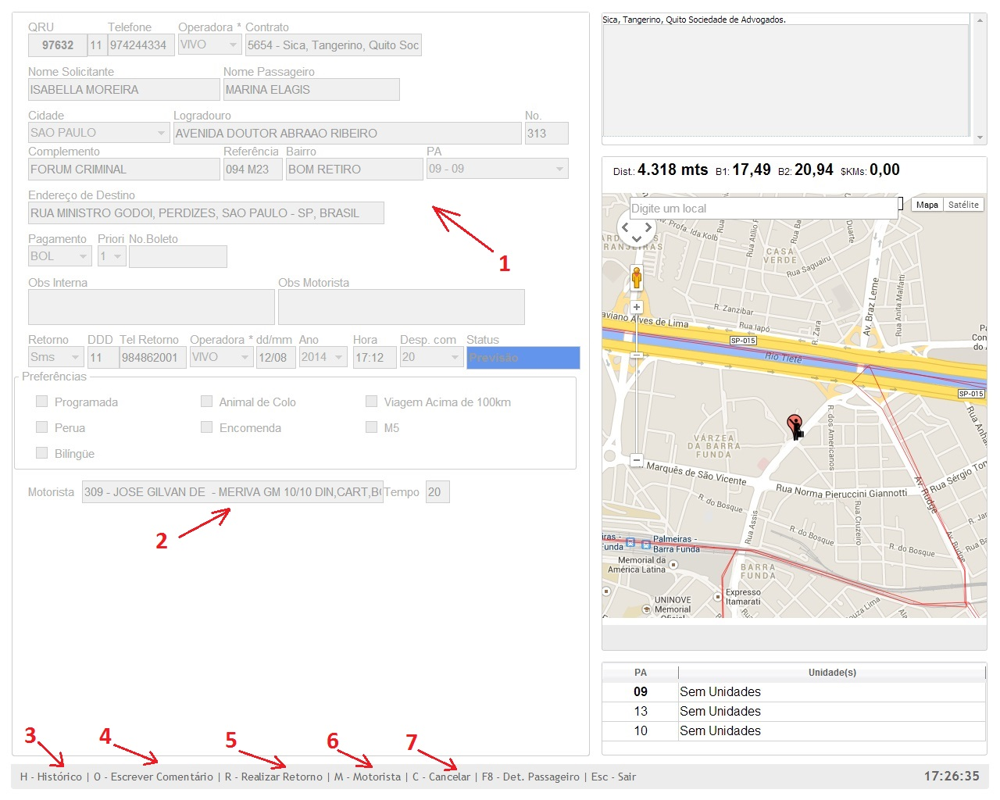 QRU Telefone Operadora * Contrato
97632 11 974244334 VIVO 5654 - Sica, Tangerino, Quito Soc
Nome Solicitante Nome Passageiro
ISABELLA MOREIRA MARINA ELAGIS
Cidade Logradouro No.
SAO PAULO AVENIDA DOUTOR ABRAAO RIBEIRO 313
Complemento Referência Bairro PA
FORUM CRIMINAL 094 M23 BOM RETIRO 09 - 09
Endereço de Destino
RUA MINISTRO GODOI, PERDIZES, SAO PAULO - SP, BRASIL
1
Pagamento Priori No.Boleto
BOL 1
Obs Interna Obs Motorista
Retorno DDD Tel Retorno Operadora * dd/mm Ano Hora Desp. com Status
Sms 11 984862001 VIVO 12/08 2014 17:12 20 Previsão
Preferências
Programada Animal de Colo Viagem Acima de 100km
Perua Encomenda M5
Bilíngüe
Motorista 309 - JOSE GILVAN DE - MERIVA GM 10/10 DIN,CART,B Tempo 20
2
Sica, Tangerino, Quito Sociedade de Advogados.
Dist.: 4.318 mts B1: 17,49 B2: 20,94 $KMs: 0,00
Digite um local
Mapa Satélite
Av. Profa. Ida Kolb
Rua Atílio
Duarte
CASA
VERDE
Rua Saguairu
Av. Braz Leme
Rua Anita Malfatti
R. Zanzibar
Rua Iapó
R. Zara
aviano Alves de Lima
SP-015
Rio Tietê
SP-015
R. dos Americanos
VÁRZEA
DA BARRA
FUNDA
R. Marquês de São Vicente
Rua Norma Pieruccini Giannotti
Rua Sérgio Tom
Av. Rudge
R. do Bosque
Rua Assis
Rua Cruzeiro
R. do Bosque
R. do Bosque
Av. Rudge
Palmeiras -
Barra Funda
Memorial da
América Latina
BARRA
FUNDA
Expresso
Itamarati
UNINOVE
Memorial
ouza Lima
PA Unidade(s)
09 Sem Unidades
13 Sem Unidades
10 Sem Unidades
3 4 5 6 7
H - Histórico | O - Escrever Comentário | R - Realizar Retorno | M - Motorista | C - Cancelar | F8 - Det. Passageiro | Esc - Sair 17:26:35